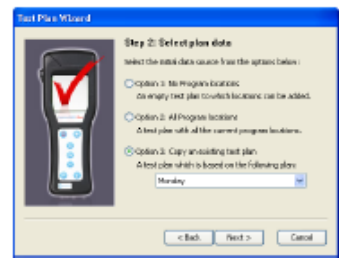 Test Plan Wizard
Step 2: Select plan data
Select the initial data source from the options below:
Option 1: No Program locations
An empty test plan to which locations can be added.
Option 2: All Program locations
A test plan with all the current program locations.
Option 3: Copy an existing test plan
A test plan which is based on the following plan:
Monday
< Back
Next >
Cancel